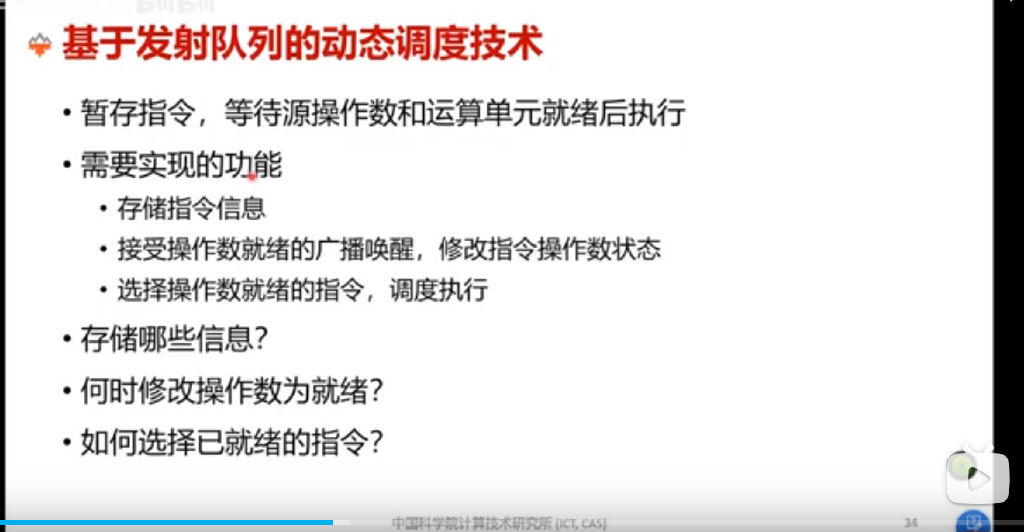 基于发射队列的动态调度技术
• 暂存指令，等待源操作数和运算单元就绪后执行
• 需要实现的功能
• 存储指令信息
• 接受操作数就绪的广播唤醒，修改指令操作数状态
• 选择操作数就绪的指令，调度执行
• 存储哪些信息？
• 何时修改操作数为就绪？
• 如何选择已就绪的指令？
中国科学院计算技术研究所 (ICT, CAS)
34